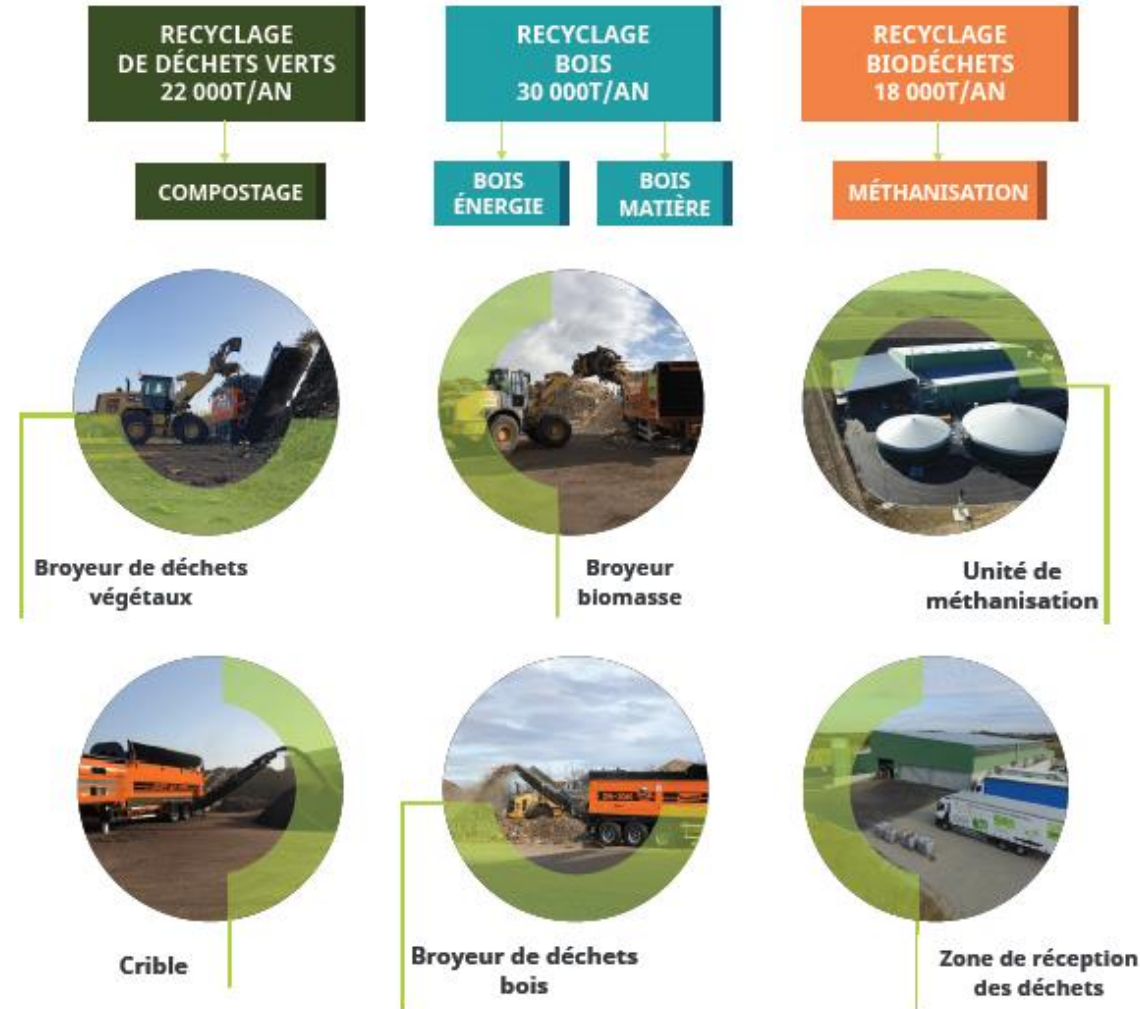 RECYCLAGE
DE DÉCHETS VERTS
22 000T/AN
RECYCLAGE
BOIS
30 000T/AN
RECYCLAGE
BIODÉCHETS
18 000T/AN
COMPOSTAGE
BOIS
ÉNERGIE
BOIS
MATIÈRE
MÉTHANISATION
Broyeur de déchets
végétaux
Broyeur
biomasse
Unité de
méthanisation
Crible
Broyeur de déchets
bois
Zone de réception
des déchets